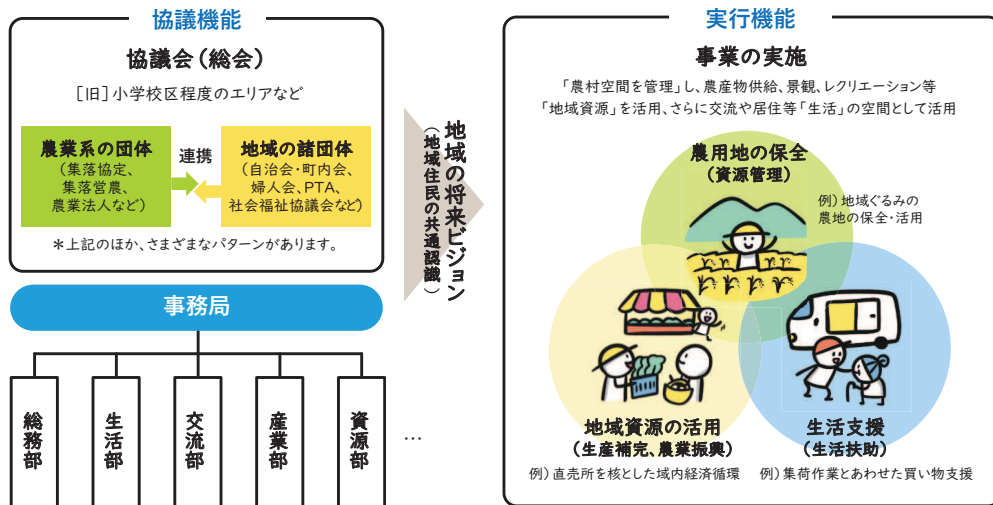 協議機能
協議会（総会）
［旧］小学校区程度のエリアなど
農業系の団体
（集落協定、
集落営農、
農業法人など）
連携
地域の諸団体
（自治会・町内会、
婦人会、PTA、
社会福祉協議会など）
＊上記のほか、さまざまなパターンがあります。
事務局
総務部
生活部
交流部
産業部
資源部
…
地域の将来ビジョン
（地域住民の共通認識）
実行機能
事業の実施
「農村空間を管理」し、農産物供給、景観、レクリエーション等
「地域資源」を活用、さらに交流や居住等「生活」の空間として活用
農用地の保全
（資源管理）
例）地域ぐるみの
農地の保全・活用
地域資源の活用
（生産補完、農業振興）
例）直売所を核とした域内経済循環
生活支援
（生活扶助）
例）集荷作業とあわせた買い物支援